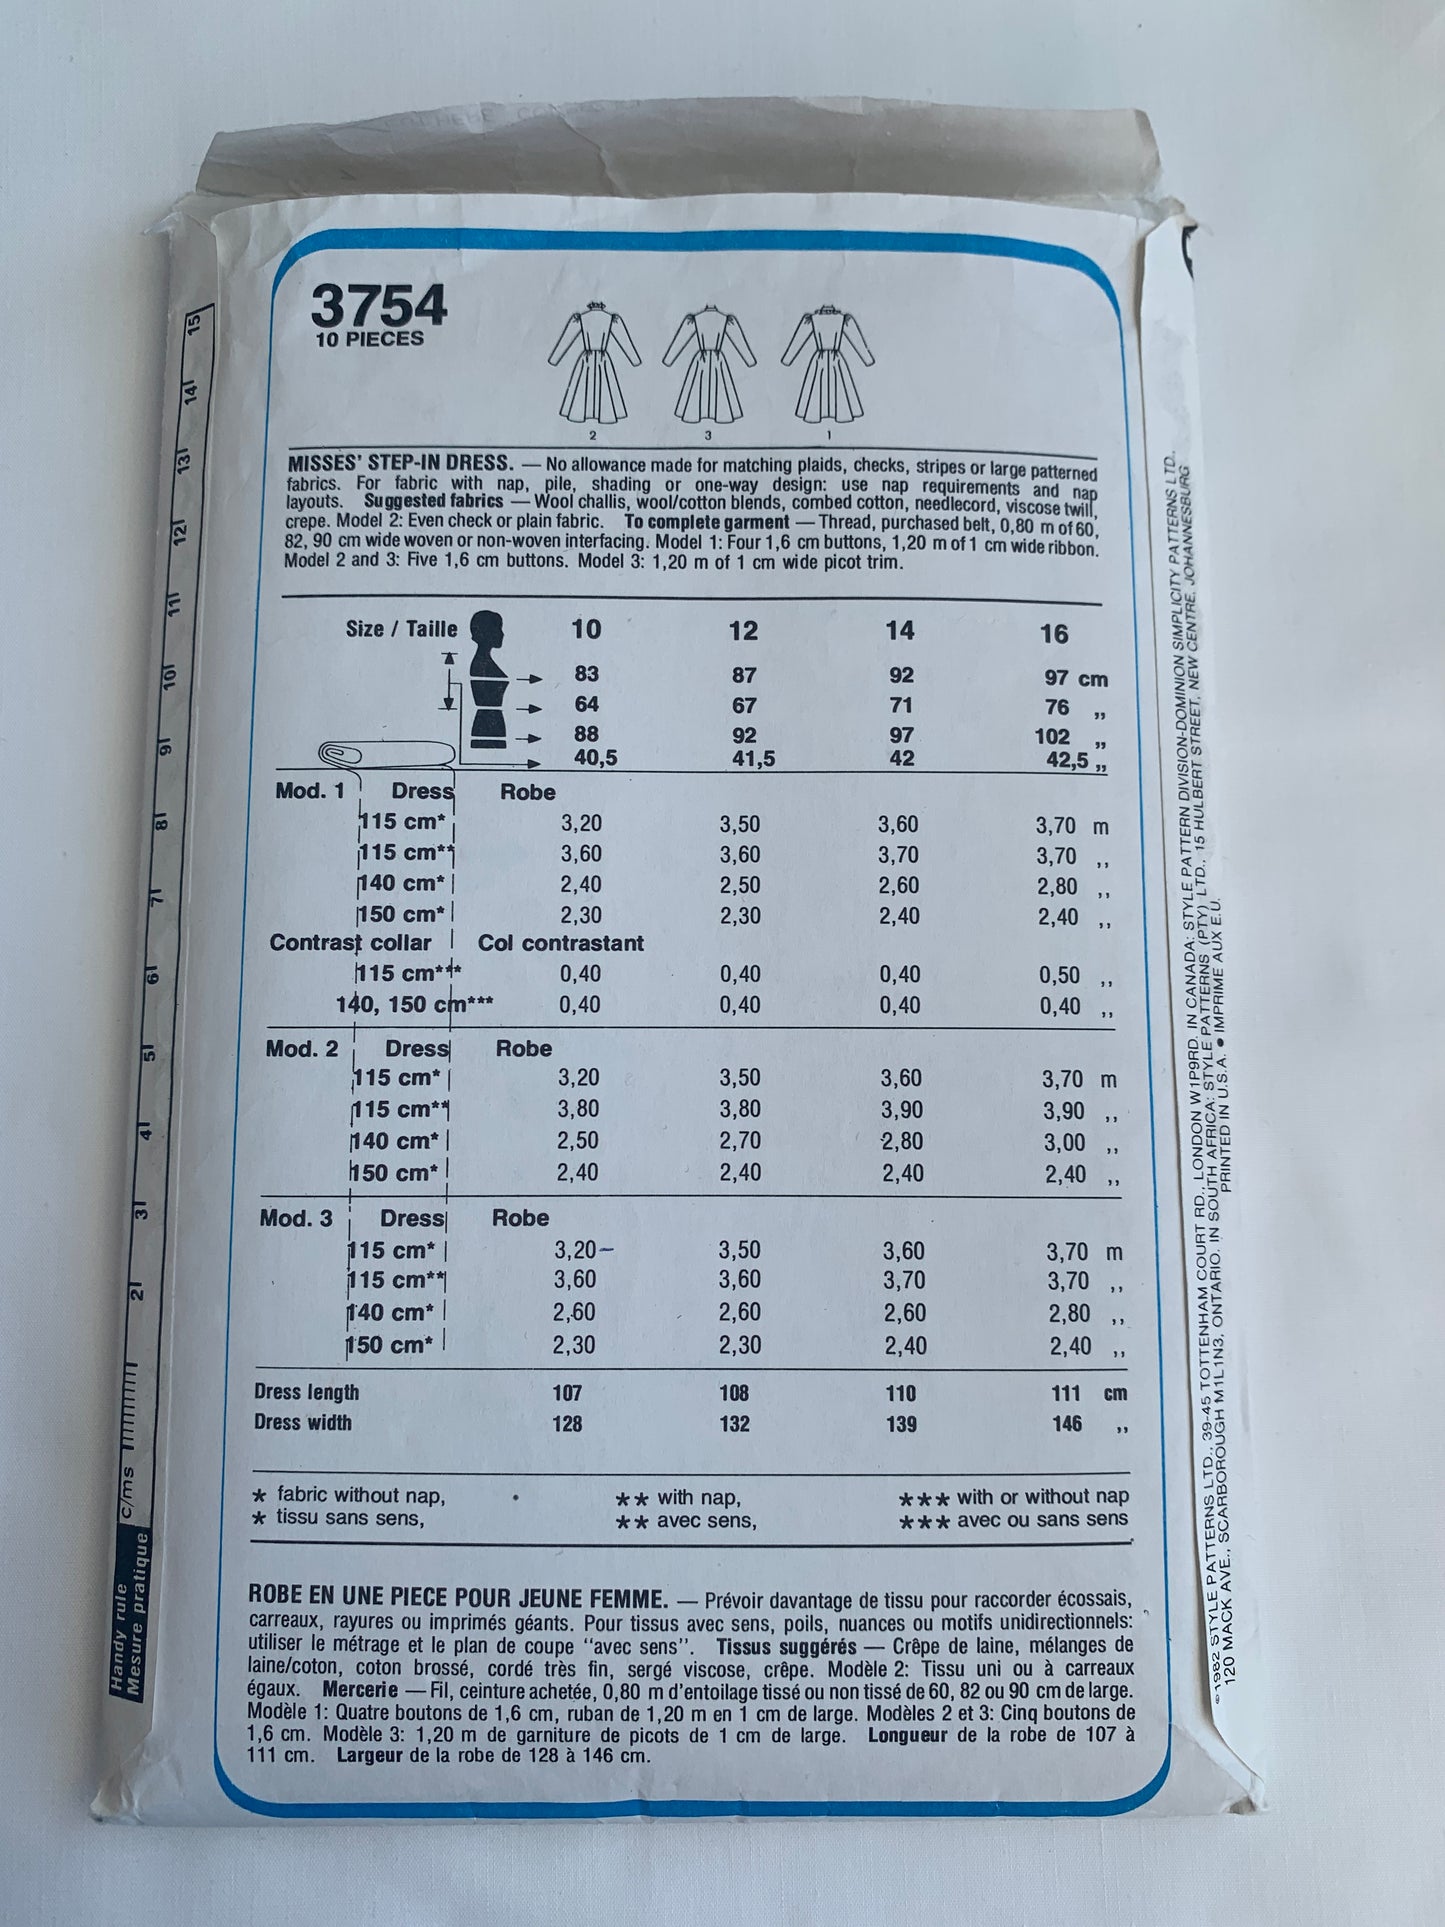 3754
10 PIECES
2 3 1
MISSES' STEP-IN DRESS. — No allowance made for matching plaids, checks, stripes or large patterned
fabrics. For fabric with nap, pile, shading or one-way design: use nap requirements and nap
layouts. Suggested fabrics — Wool challis, wool/cotton blends, combed cotton, needlecord, viscose twill,
crepe. Model 2: Even check or plain fabric. To complete garment — Thread, purchased belt, 0,80 m of 60,
82, 90 cm wide woven or non-woven interfacing. Model 1: Four 1,6 cm buttons, 1,20 m of 1 cm wide ribbon.
Model 2 and 3: Five 1,6 cm buttons. Model 3: 1,20 m of 1 cm wide picot trim.
Size / Taille 10 12 14 16
83 87 92 97 cm
64 67 71 76 ,,
88 92 97 102 ,,
40,5 41,5 42 42,5 ,,
Mod. 1 Dress Robe
115 cm* 3,20 3,50 3,60 3,70 m
115 cm** 3,60 3,60 3,70 3,70 ,,
140 cm* 2,40 2,50 2,60 2,80 ,,
150 cm* 2,30 2,30 2,40 2,40 ,,
Contrast collar Col contrastant
115 cm*** 0,40 0,40 0,40 0,50 ,,
140, 150 cm*** 0,40 0,40 0,40 0,40 ,,
Mod. 2 Dress Robe
115 cm* 3,20 3,50 3,60 3,70 m
115 cm** 3,80 3,80 3,90 3,90 ,,
140 cm* 2,50 2,70 2,80 3,00 ,,
150 cm* 2,40 2,40 2,40 2,40 ,,
Mod. 3 Dress Robe
115 cm* 3,20 3,50 3,60 3,70 m
115 cm** 3,60 3,60 3,70 3,70 ,,
140 cm* 2,60 2,60 2,60 2,80 ,,
150 cm* 2,30 2,30 2,40 2,40 ,,
Dress length 107 108 110 111 cm
Dress width 128 132 139 146 ,,
* fabric without nap, ** with nap, *** with or without nap
* tissu sans sens, ** avec sens, *** avec ou sans sens
ROBE EN UNE PIECE POUR JEUNE FEMME. — Prévoir davantage de tissu pour raccorder écossais,
carreaux, rayures ou imprimés géants. Pour tissus avec sens, poils, nuances ou motifs unidirectionnels:
utiliser le métrage et le plan de coupe "avec sens". Tissus suggérés — Crêpe de laine, mélanges de
laine/coton, coton brossé, cordé très fin, sergé viscose, crêpe. Modèle 2: Tissu uni ou à carreaux
égaux. Mercerie — Fil, ceinture achetée, 0,80 m d'entoilage tissé ou non tissé de 60, 82 ou 90 cm de large.
Modèle 1: Quatre boutons de 1,6 cm, ruban de 1,20 m en 1 cm de large. Modèles 2 et 3: Cinq boutons de
1,6 cm. Modèle 3: 1,20 m de garniture de picots de 1 cm de large. Longueur de la robe de 107 à
111 cm. Largeur de la robe de 128 à 146 cm.
Handy rule
Mesure pratique
c/ms 2 3 4 5 6 7 8 9 10 11 12 13 14 15
©1982 STYLE PATTERNS LTD., 39-45 TOTTENHAM COURT RD., LONDON W1P9RD. IN CANADA: STYLE PATTERN DIVISION-DOMINION SIMPLICITY PATTERNS LTD.,
120 MACK AVE., SCARBOROUGH M1L1N3, ONTARIO. IN SOUTH AFRICA: STYLE PATTERNS (PTY) LTD., 15 HULBERT STREET, NEW CENTRE, JOHANNESBURG
PRINTED IN U.S.A. • IMPRIME AUX E.U.